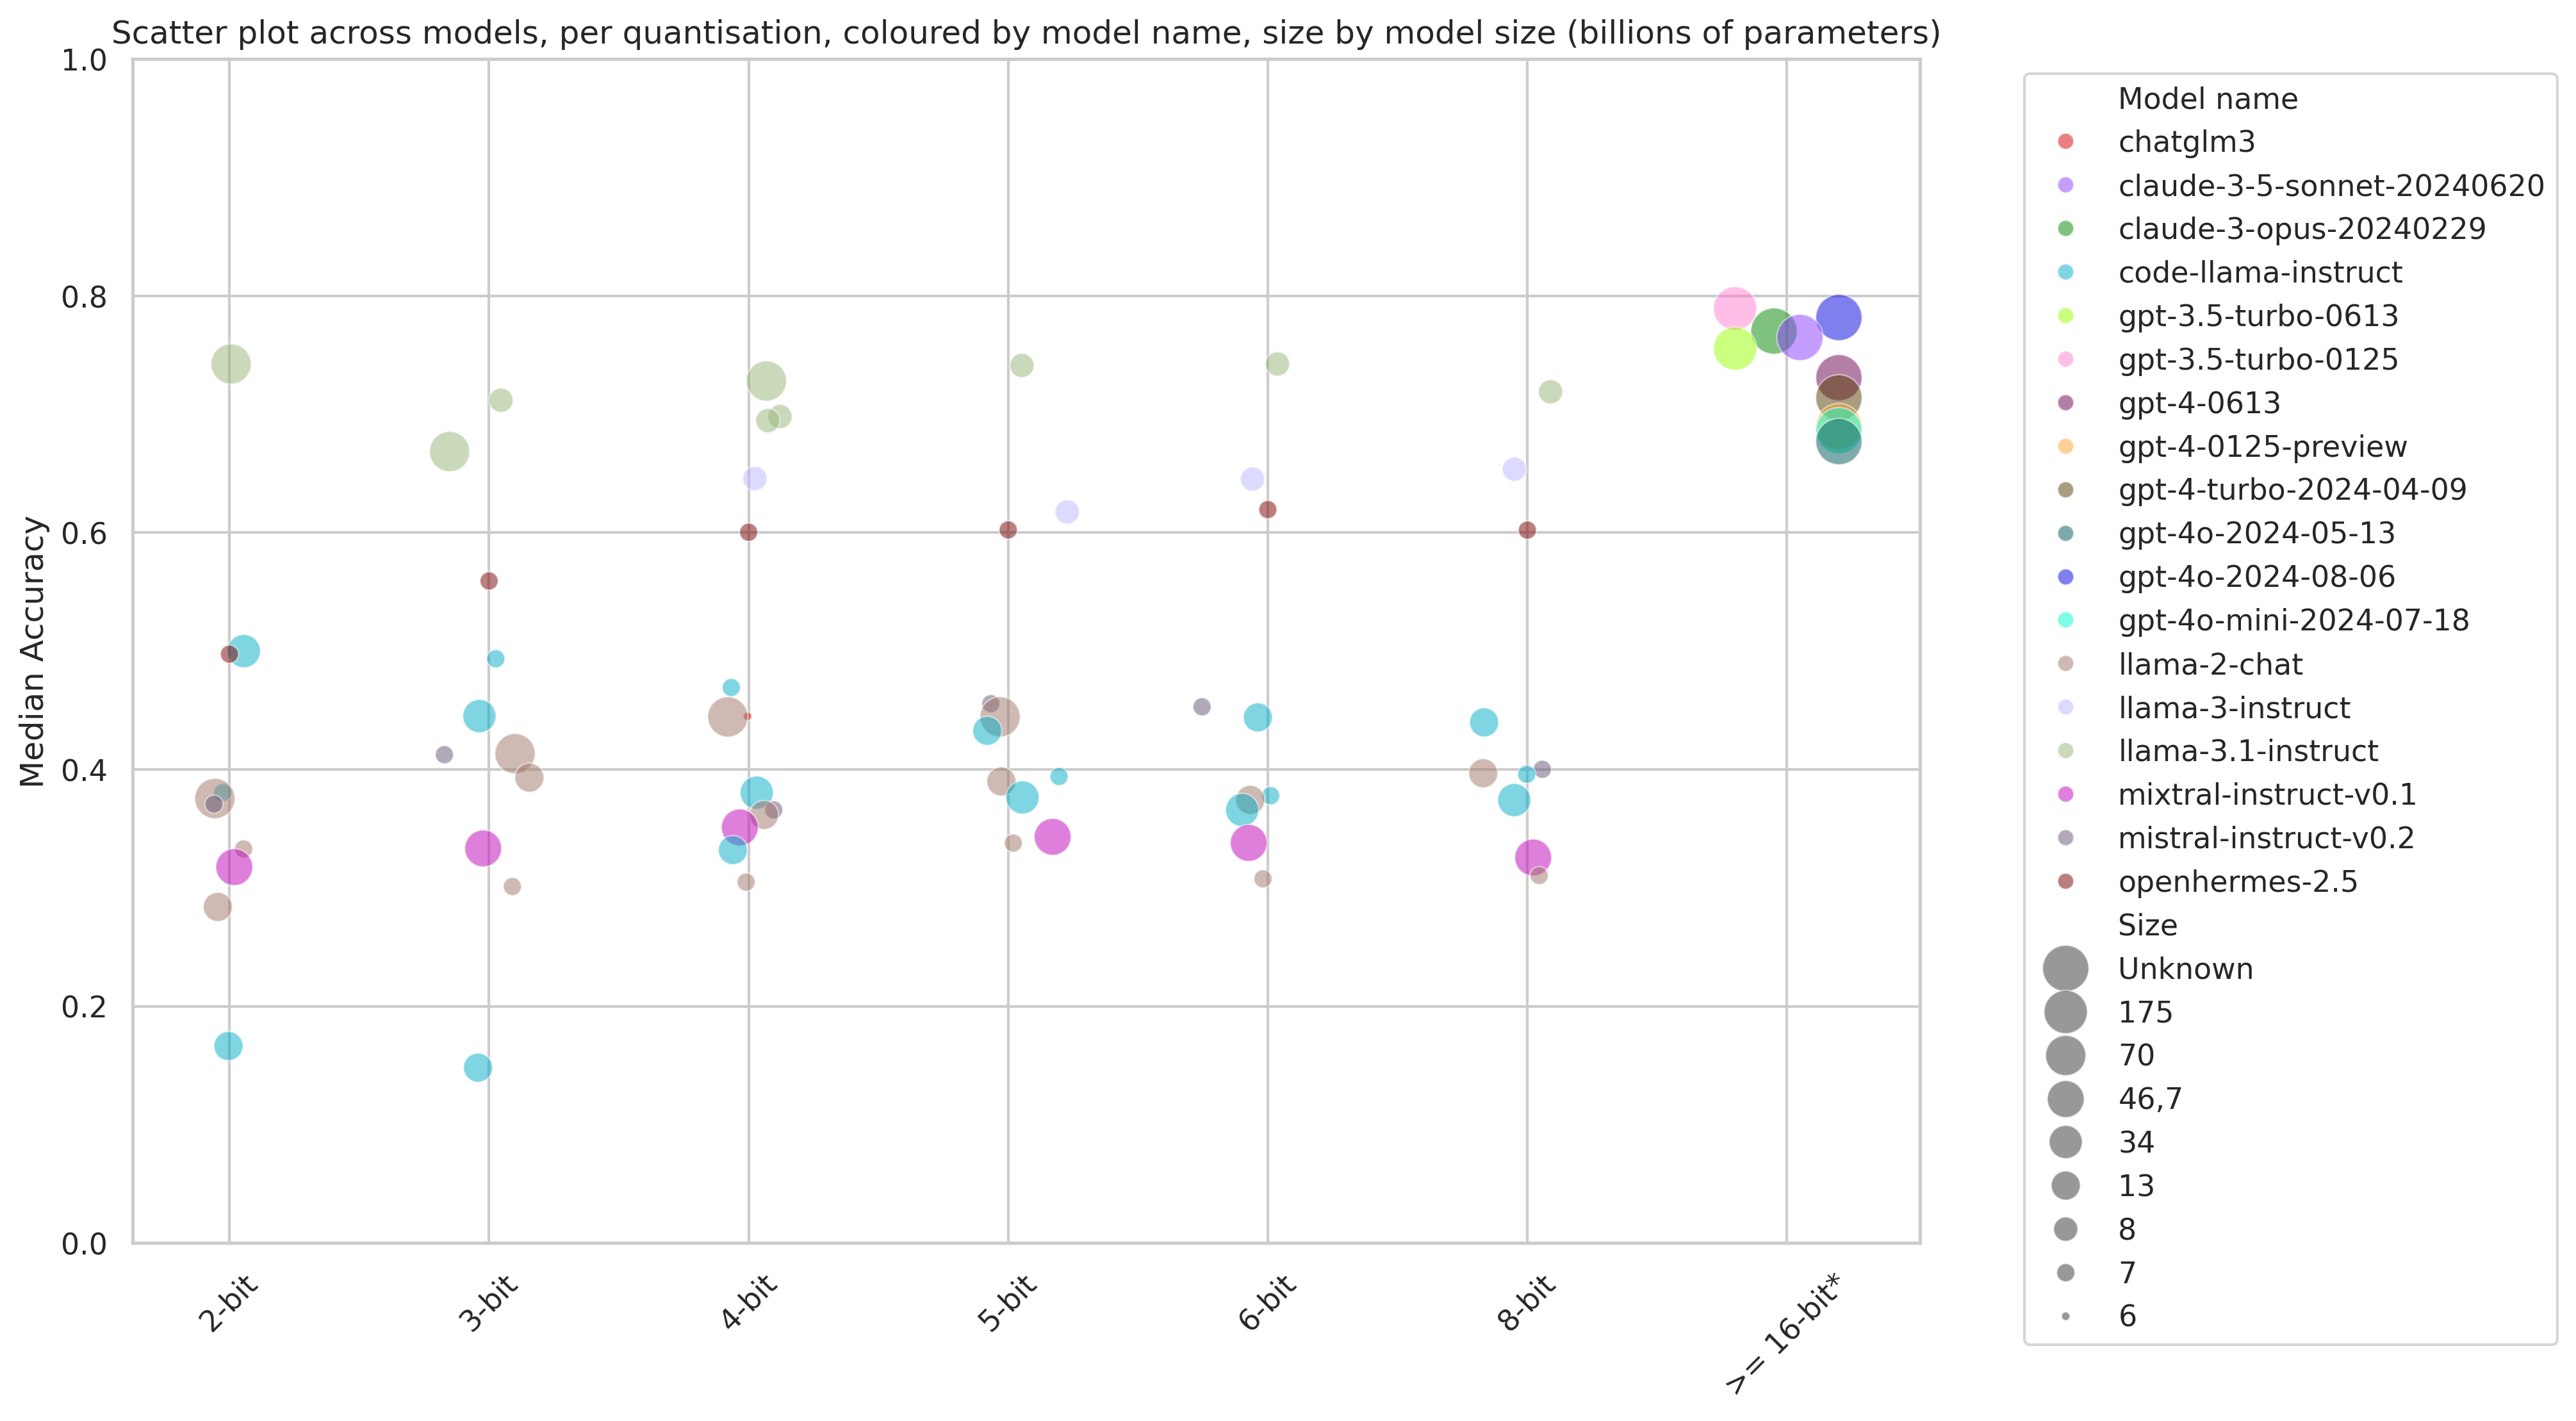 Scatter plot across models, per quantisation, coloured by model name, size by model size (billions of parameters)
1.0
0.8
0.6
0.4
0.2
0.0
Median Accuracy
2-bit
3-bit
4-bit
5-bit
6-bit
8-bit
>= 16-bit*
Model name
chatglm3
claude-3-5-sonnet-20240620
claude-3-opus-20240229
code-llama-instruct
gpt-3.5-turbo-0613
gpt-3.5-turbo-0125
gpt-4-0613
gpt-4-0125-preview
gpt-4-turbo-2024-04-09
gpt-4o-2024-05-13
gpt-4o-2024-08-06
gpt-4o-mini-2024-07-18
llama-2-chat
llama-3-instruct
llama-3.1-instruct
mixtral-instruct-v0.1
mistral-instruct-v0.2
openhermes-2.5
Size
Unknown
175
70
46,7
34
13
8
7
6